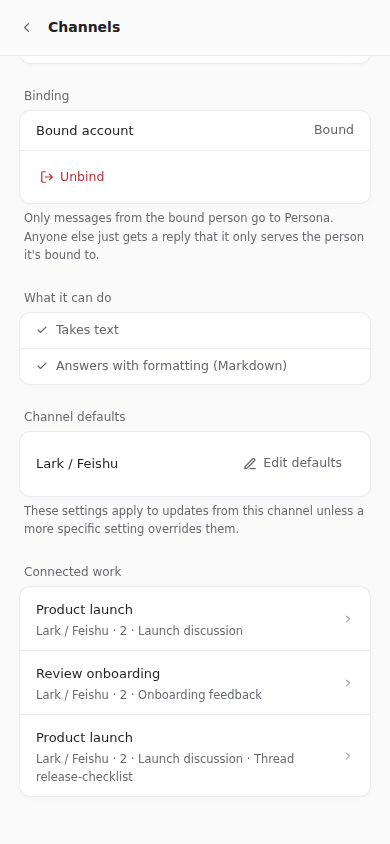 Channels
Binding
Bound account
Bound
Unbind
Only messages from the bound person go to Persona.
Anyone else just gets a reply that it only serves the person
it's bound to.
What it can do
Takes text
Answers with formatting (Markdown)
Channel defaults
Lark / Feishu
Edit defaults
These settings apply to updates from this channel unless a
more specific setting overrides them.
Connected work
Product launch
Lark / Feishu · 2 · Launch discussion
Review onboarding
Lark / Feishu · 2 · Onboarding feedback
Product launch
Lark / Feishu · 2 · Launch discussion · Thread
release-checklist